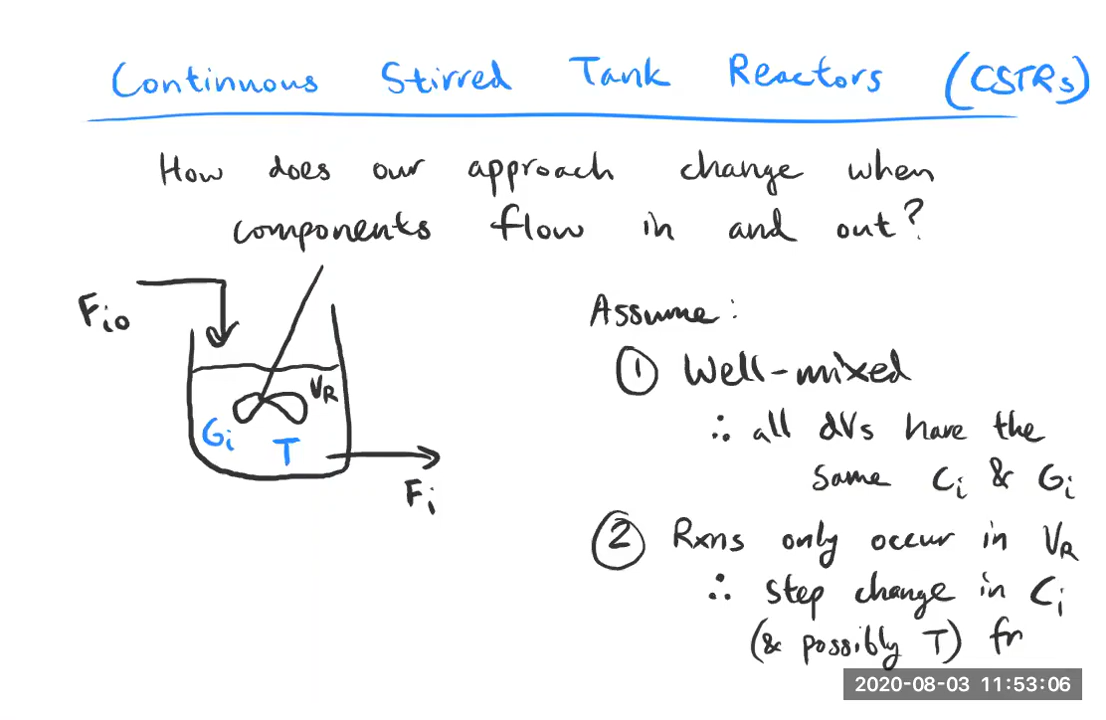 Continuous Stirred Tank Reactors (CSTRs)
How does our approach change when
components flow in and out?
Fio
VR
Gi
T
Fi
Assume:
① Well-mixed
∴ all dVs have the
same Ci & Gi
② Rxns only occur in VR
∴ step change in Ci
(& possibly T) fr
2020-08-03 11:53:06